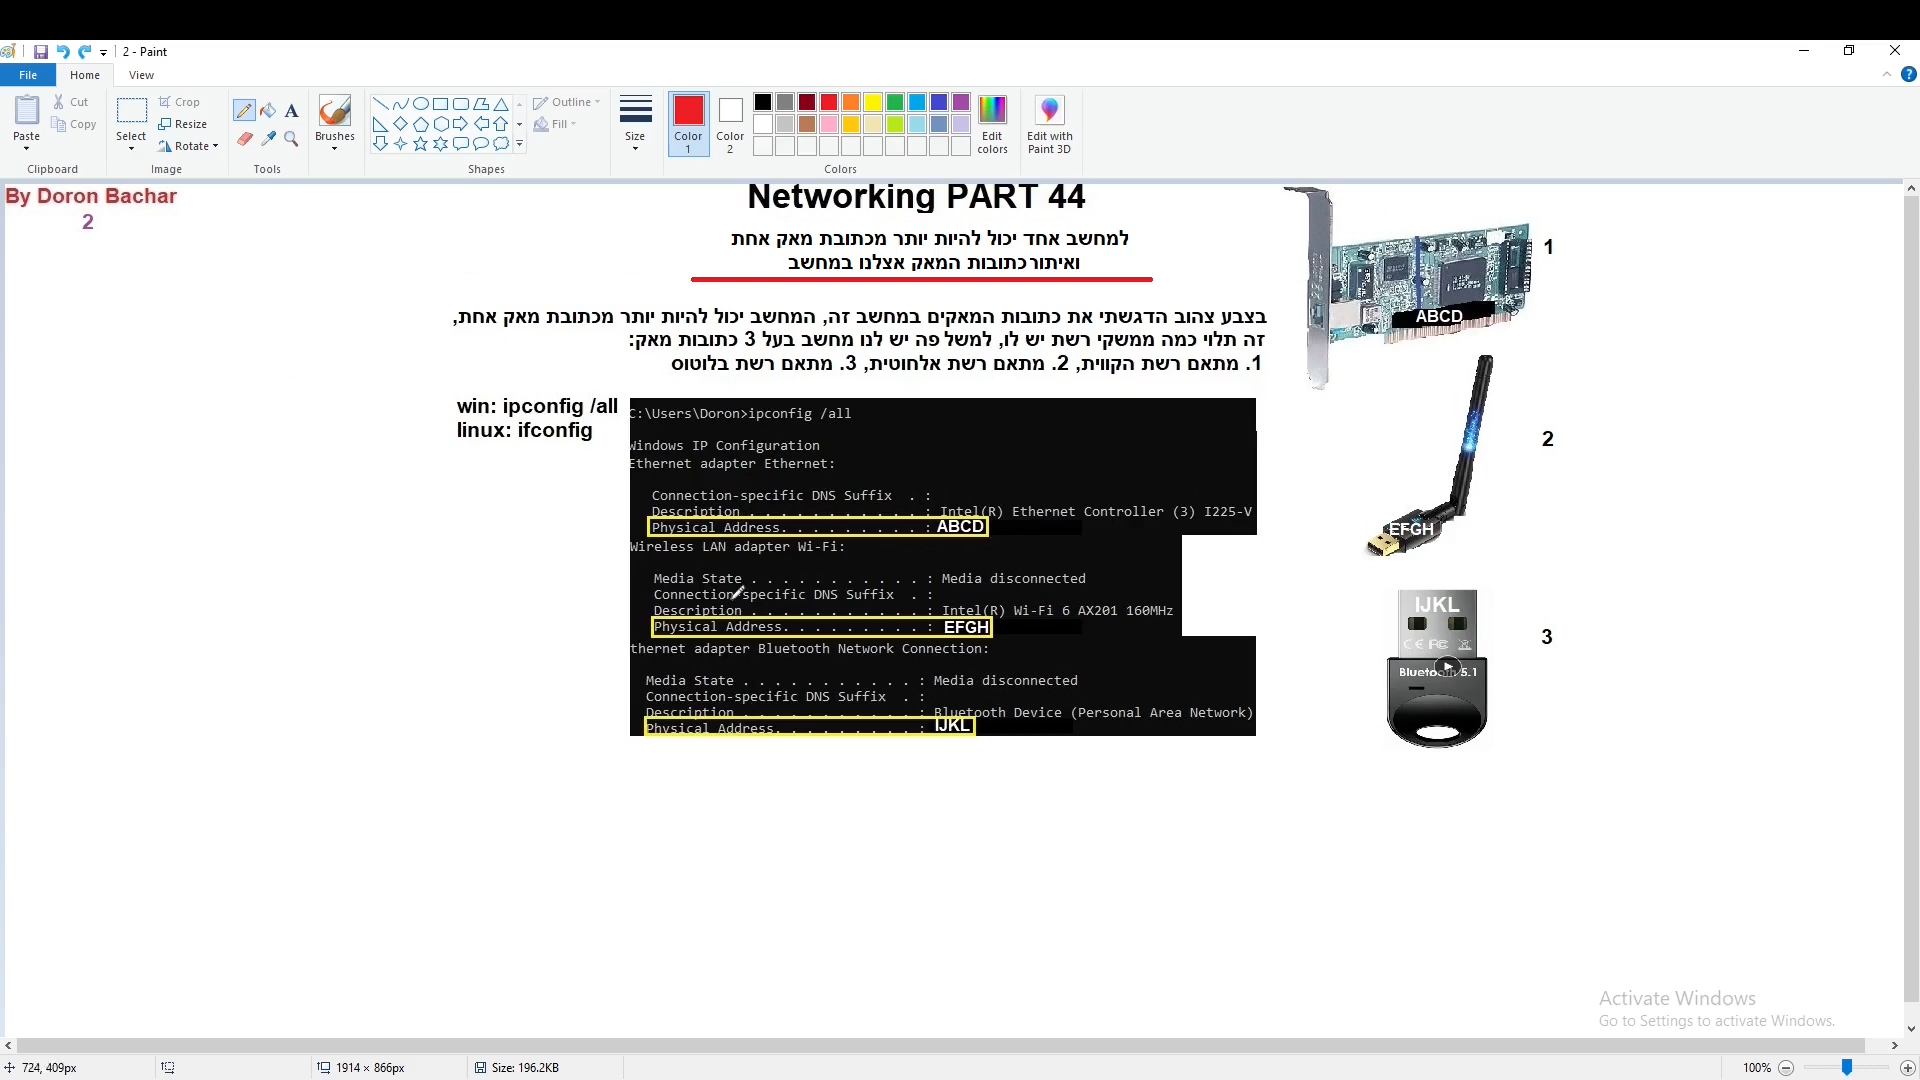 2 - Paint
File
Home
View
Paste
Cut
Copy
Clipboard
Select
Crop
Resize
Rotate
Image
Tools
Brushes
Shapes
Outline
Fill
Size
Color
1
Color
2
Edit
colors
Colors
Edit with
Paint 3D
By Doron Bachar
2
Networking PART 44
למחשב אחד יכול להיות יותר מכתובת מאק אחת
ואיתור כתובות המאק אצלנו במחשב
בצבע צהוב הדגשתי את כתובות המאקים במחשב זה, המחשב יכול להיות יותר מכתובת מאק אחת,
זה תלוי כמה ממשקי רשת יש לו, למשל פה יש לנו מחשב בעל 3 כתובות מאק:
1. מתאם רשת הקווית, 2. מתאם רשת אלחוטית, 3. מתאם רשת בלוטוס
win: ipconfig /all
linux: ifconfig
C:\Users\Doron>ipconfig /all
Windows IP Configuration
Ethernet adapter Ethernet:
Connection-specific DNS Suffix . :
Description . . . . . . . . . . . : Intel(R) Ethernet Controller (3) I225-V
Physical Address. . . . . . . . . : ABCD
Wireless LAN adapter Wi-Fi:
Media State . . . . . . . . . . . : Media disconnected
Connection-specific DNS Suffix . :
Description . . . . . . . . . . . : Intel(R) Wi-Fi 6 AX201 160MHz
Physical Address. . . . . . . . . : EFGH
thernet adapter Bluetooth Network Connection:
Media State . . . . . . . . . . . : Media disconnected
Connection-specific DNS Suffix . :
Description . . . . . . . . . . . : Bluetooth Device (Personal Area Network)
Physical Address. . . . . . . . . : IJKL
1
ABCD
2
EFGH
3
IJKL
Bluetooth 5.1
Activate Windows
Go to Settings to activate Windows.
724, 409px
1914 × 866px
Size: 196.2KB
100%